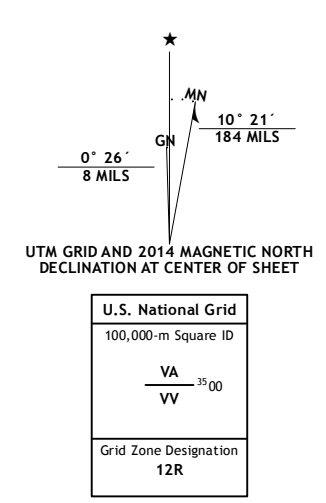 ★
MN
GN
10° 21´
184 MILS
0° 26´
8 MILS
UTM GRID AND 2014 MAGNETIC NORTH
DECLINATION AT CENTER OF SHEET
U.S. National Grid
100,000-m Square ID
VA
3500
VV
Grid Zone Designation
12R